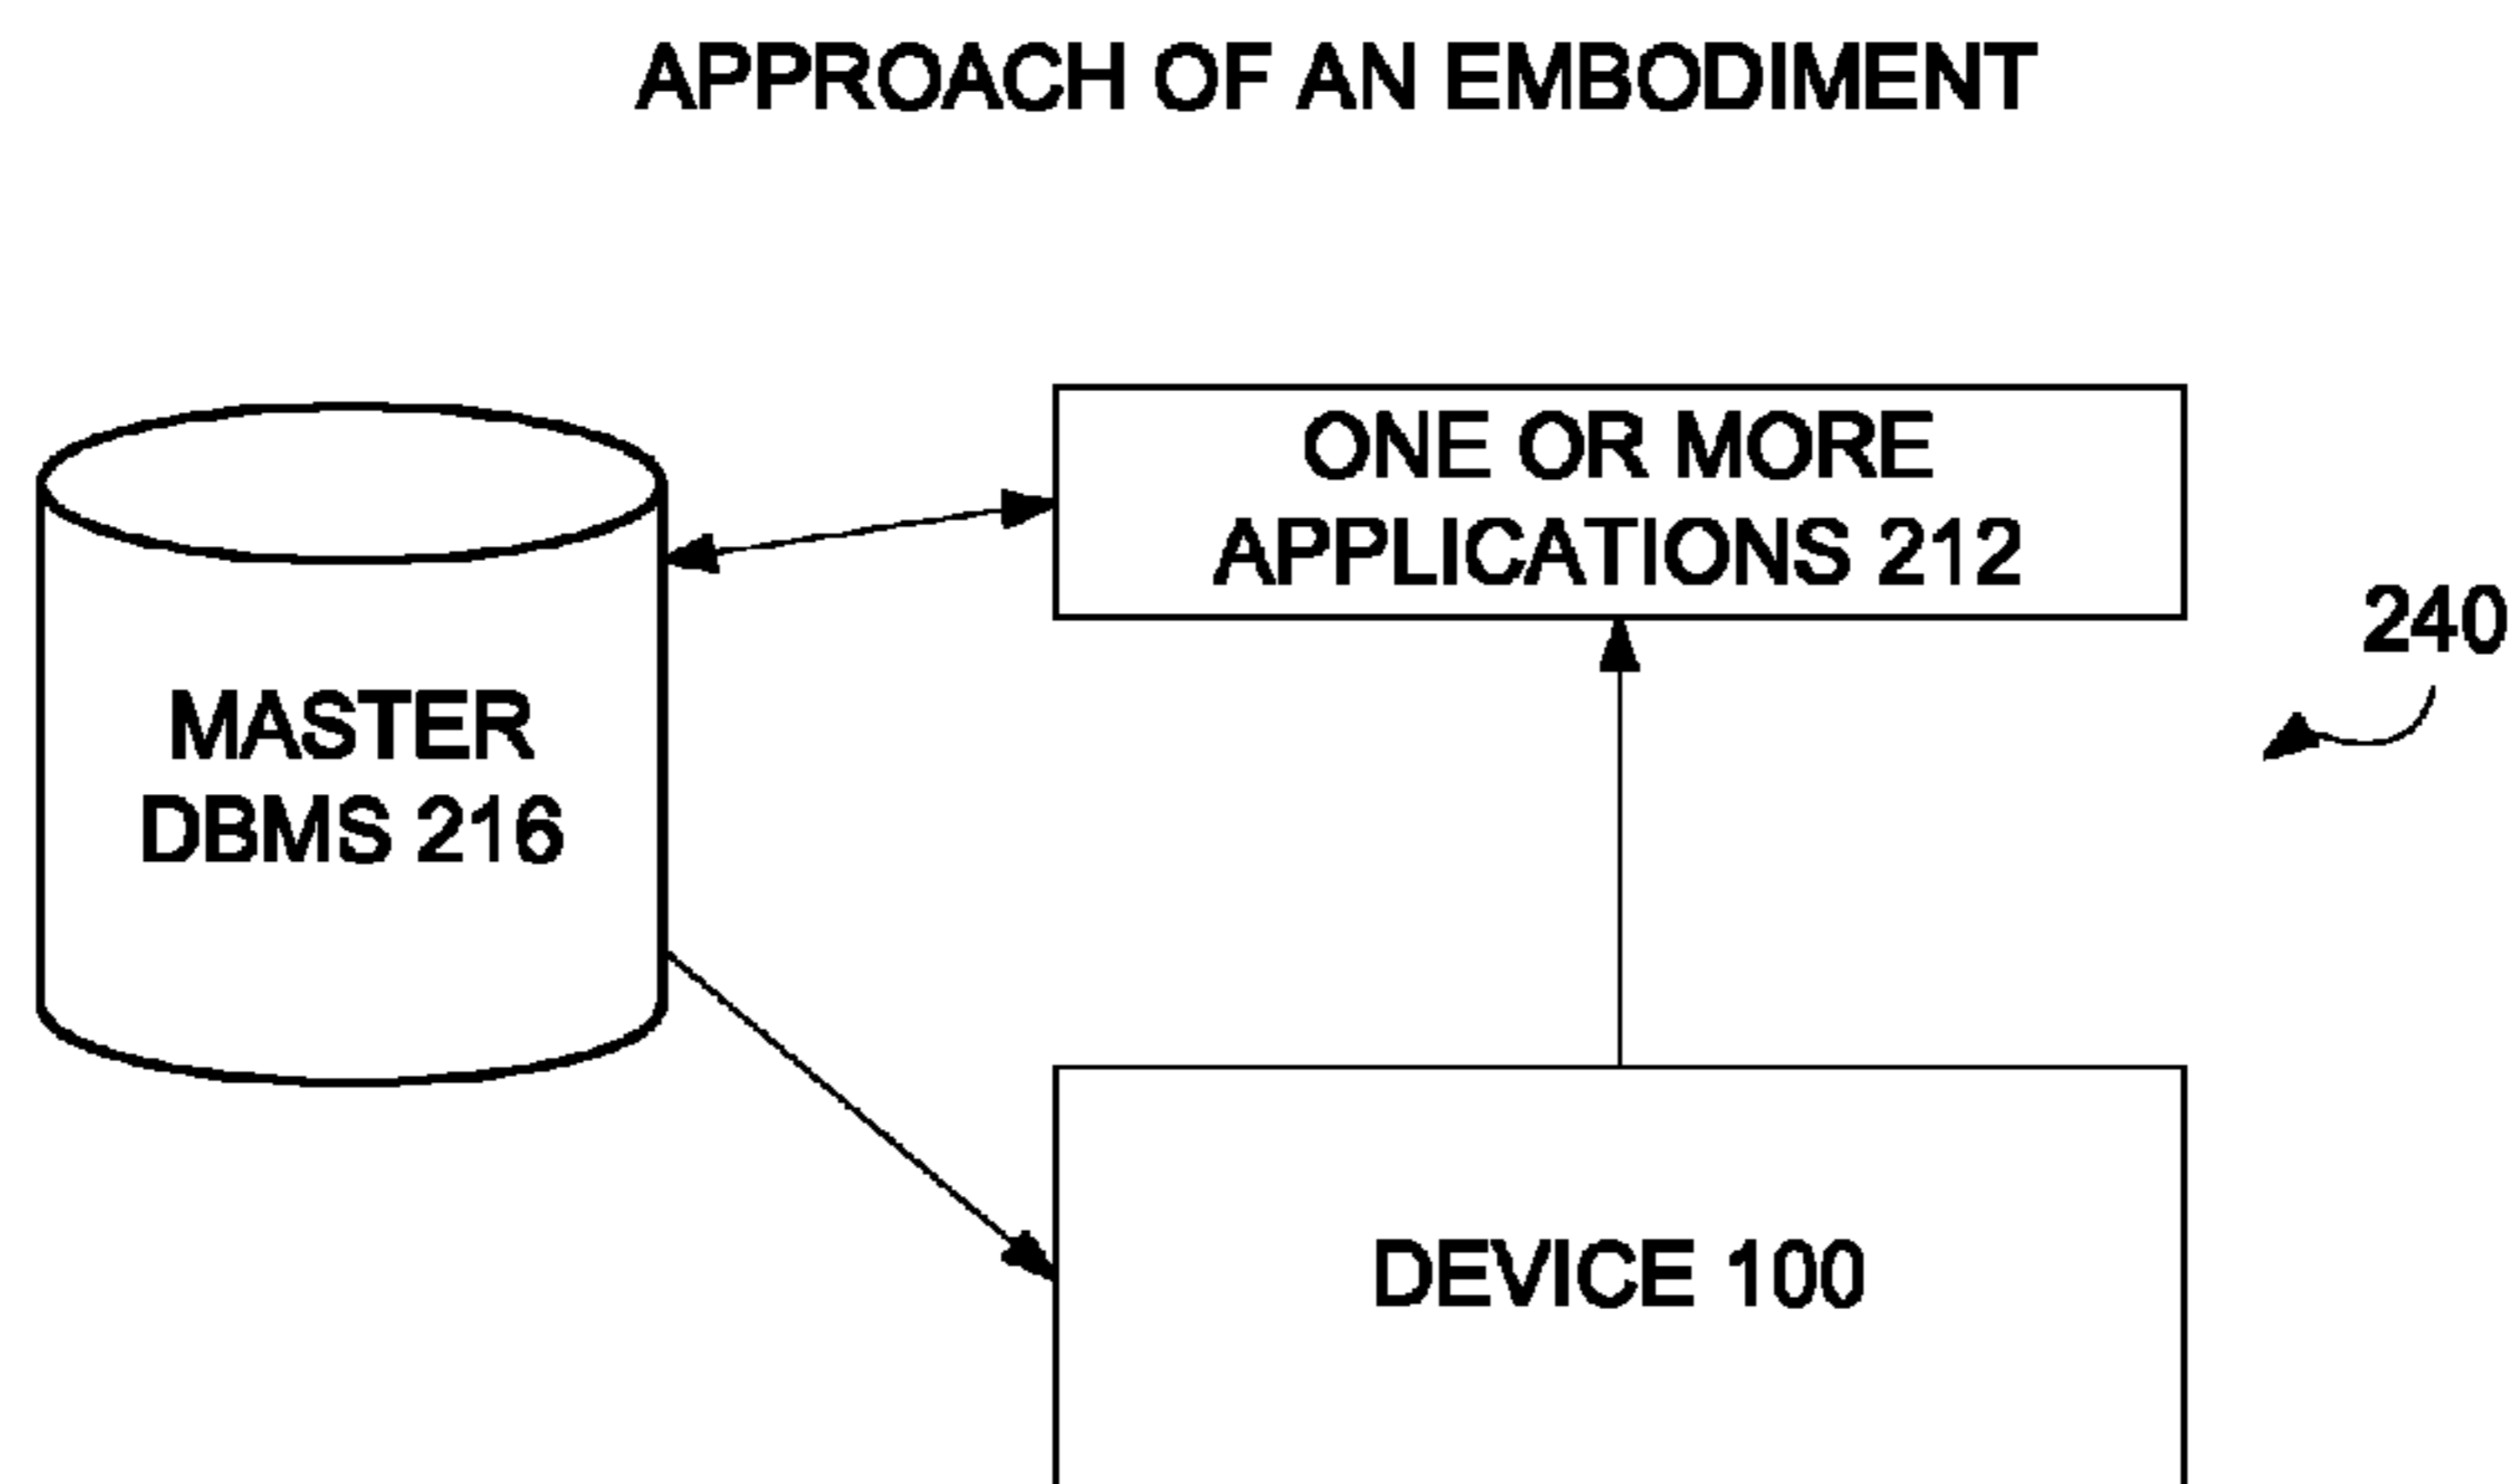 APPROACH OF AN EMBODIMENT
ONE OR MORE
APPLICATIONS 212
240
MASTER
DBMS 216
DEVICE 100